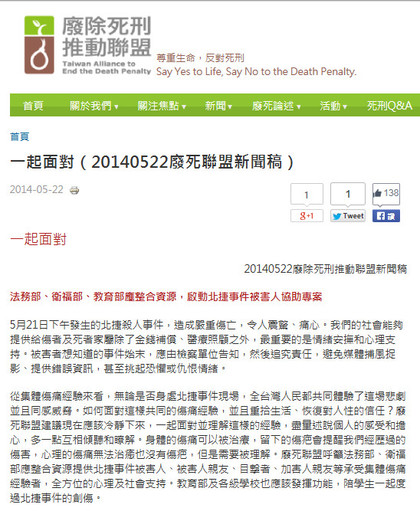 廢除死刑
推動聯盟
Taiwan Alliance to
End the Death Penalty
尊重生命，反對死刑
Say Yes to Life, Say No to the Death Penalty.
首頁 關於我們 關注焦點 新聞 廢死論述 活動 死刑Q&A
首頁
一起面對（20140522廢死聯盟新聞稿）
2014-05-22
1 1 138
g+1 Tweet 讚
一起面對
20140522廢除死刑推動聯盟新聞稿
法務部、衛福部、教育部應整合資源，啟動北捷事件被害人協助專案
5月21日下午發生的北捷殺人事件，造成嚴重傷亡，令人震驚、痛心。我們的社會能夠
提供給傷者及死者家屬除了金錢補償、醫療照顧之外，最重要的是情緒安撫和心理支
持。被害者想知道的事件始末，應由檢察單位告知，然後追究責任，避免媒體捕風捉
影、提供錯誤資訊，甚至挑起恐懼或仇恨情緒。
從集體傷痛經驗來看，無論是否身處北捷事件現場，全台灣人民都共同體驗了這場悲劇
並且同感威脅。如何面對這樣共同的傷痛經驗，並且重拾生活、恢復對人性的信任？廢死
聯盟建議現在應該冷靜下來，一起面對並理解這樣的經驗，盡量述說個人的感受和擔
心，多一點互相傾聽和瞭解。身體的傷痛可以被治療，留下的傷疤會提醒我們經歷過的
傷害，心理的傷痛無法治癒也沒有傷疤，但是需要被理解。廢死聯盟呼籲法務部、衛福
部應整合資源提供北捷事件被害人、被害人親友、目擊者、加害人親友等承受集體傷痛
經驗者，全方位的心理及社會支持。教育部及各級學校也應該發揮功能，陪學生一起度
過北捷事件的創傷。